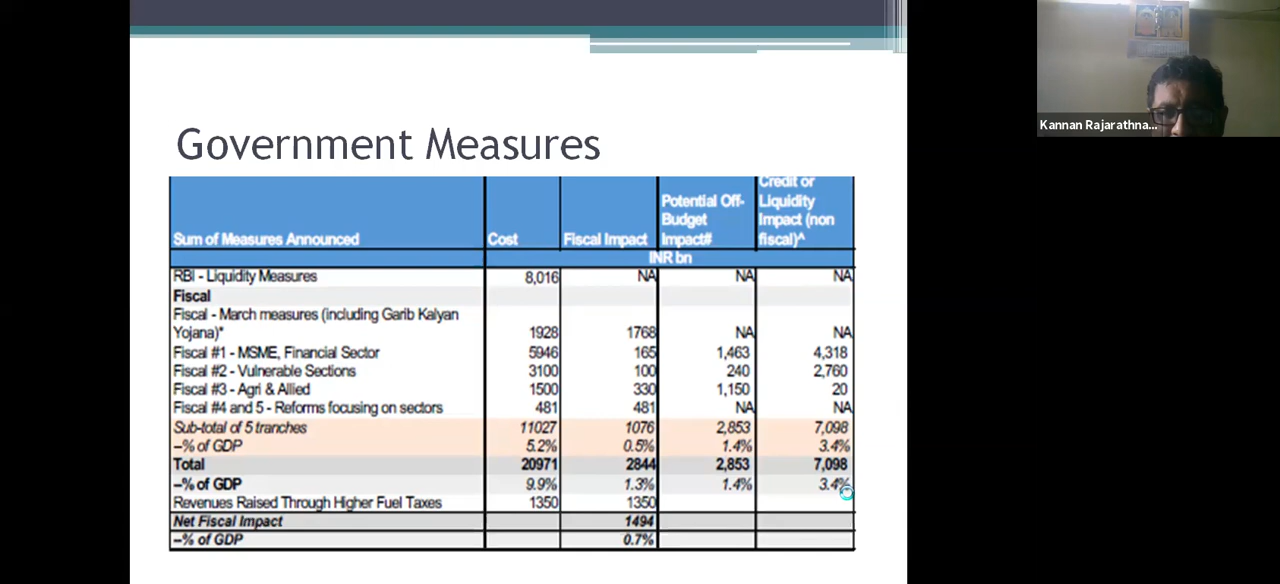 Government Measures
Sum of Measures Announced Cost Fiscal Impact Potential Off-Budget Impact# Credit or Liquidity Impact (non fiscal)^
INR bn
RBI - Liquidity Measures 8,016 NA NA NA
Fiscal
Fiscal - March measures (including Garib Kalyan
Yojana)* 1928 1768 NA NA
Fiscal #1 - MSME, Financial Sector 5946 165 1,463 4,318
Fiscal #2 - Vulnerable Sections 3100 100 240 2,760
Fiscal #3 - Agri & Allied 1500 330 1,150 20
Fiscal #4 and 5 - Reforms focusing on sectors 481 481 NA NA
Sub-total of 5 tranches 11027 1076 2,853 7,098
–% of GDP 5.2% 0.5% 1.4% 3.4%
Total 20971 2844 2,853 7,098
–% of GDP 9.9% 1.3% 1.4% 3.4%
Revenues Raised Through Higher Fuel Taxes 1350 1350
Net Fiscal Impact 1494
–% of GDP 0.7%
Kannan Rajarathna...